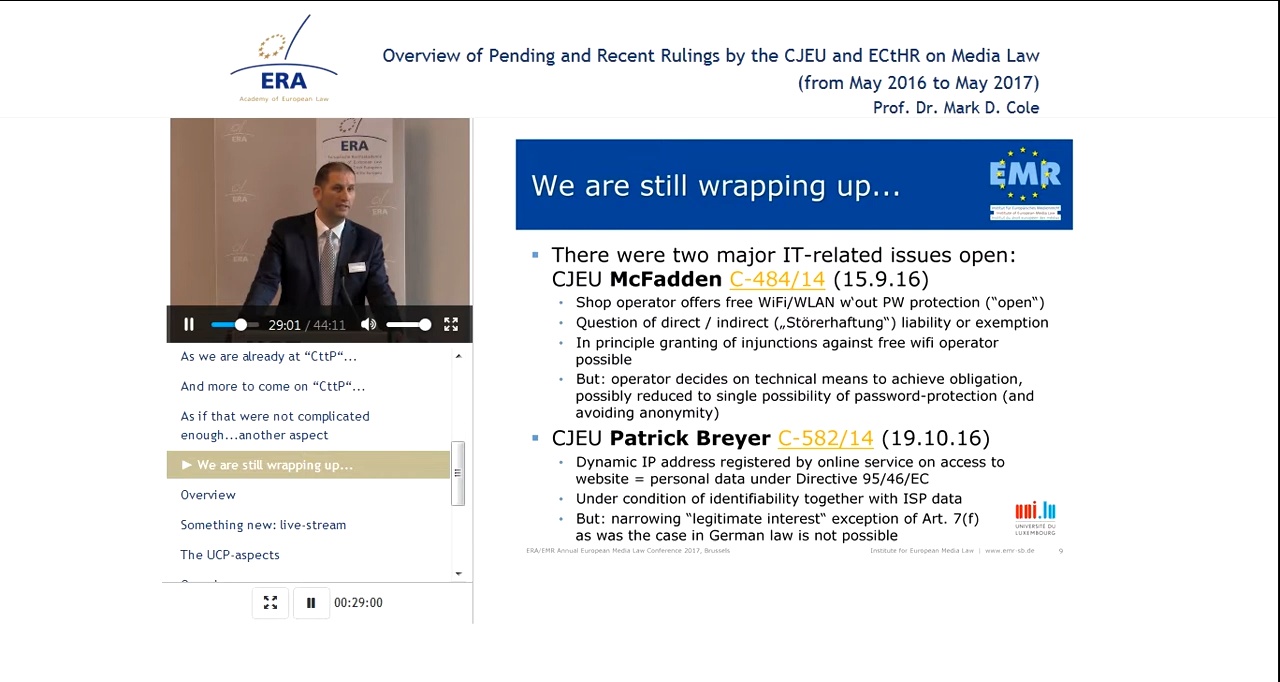 ERA
Academy of European Law
Overview of Pending and Recent Rulings by the CJEU and ECtHR on Media Law
(from May 2016 to May 2017)
Prof. Dr. Mark D. Cole
ERA
ERA
ERA
ERA
29:01 / 44:11
As we are already at “CttP“...
And more to come on “CttP“...
As if that were not complicated
enough...another aspect
► We are still wrapping up...
Overview
Something new: live-stream
The UCP-aspects
00:29:00
We are still wrapping up...
EMR
Institute of European Media Law
There were two major IT-related issues open:
CJEU McFadden C-484/14 (15.9.16)
Shop operator offers free WiFi/WLAN w‘out PW protection (“open“)
Question of direct / indirect („Störerhaftung“) liability or exemption
In principle granting of injunctions against free wifi operator
possible
But: operator decides on technical means to achieve obligation,
possibly reduced to single possibility of password-protection (and
avoiding anonymity)
CJEU Patrick Breyer C-582/14 (19.10.16)
Dynamic IP address registered by online service on access to
website = personal data under Directive 95/46/EC
Under condition of identifiability together with ISP data
But: narrowing “legitimate interest“ exception of Art. 7(f)
as was the case in German law is not possible
uni.lu
UNIVERSITÉ DU
LUXEMBOURG
ERA/EMR Annual European Media Law Conference 2017, Brussels
Institute for European Media Law | www.emr-sb.de 9